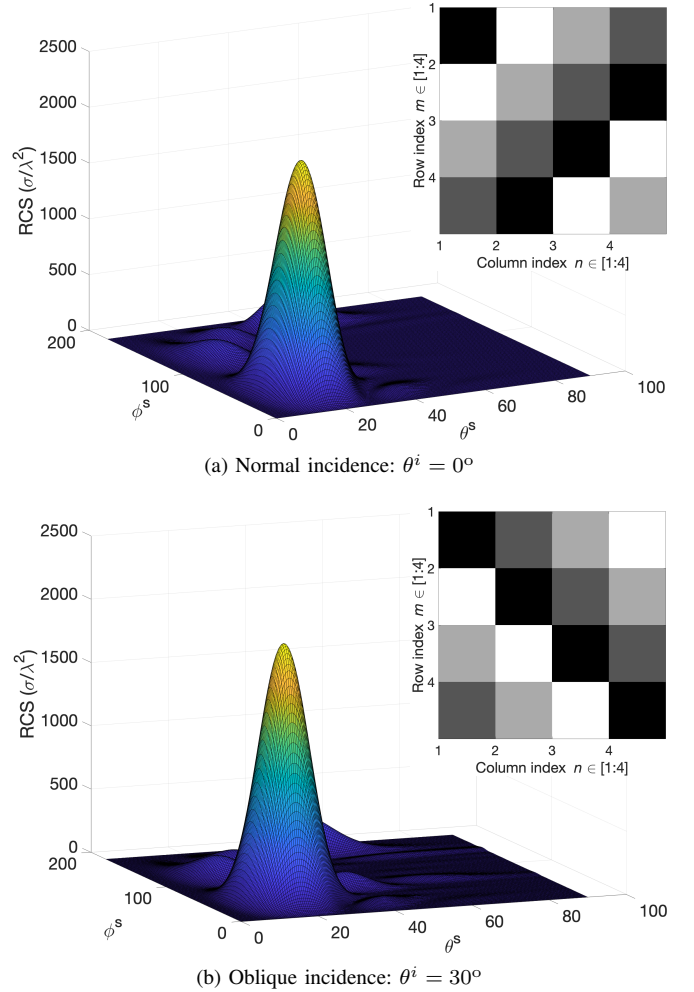 2500
2000
1500
1000
500
0
RCS (σ/λ²)
200
100
0
ϕˢ
0
20
40
60
80
100
θˢ
1
2
3
4
Row index m ∈ [1:4]
1 2 3 4
Column index n ∈ [1:4]
(a) Normal incidence: θⁱ = 0º
2500
2000
1500
1000
500
0
RCS (σ/λ²)
200
100
0
ϕˢ
0
20
40
60
80
100
θˢ
1
2
3
4
Row index m ∈ [1:4]
1 2 3 4
Column index n ∈ [1:4]
(b) Oblique incidence: θⁱ = 30º